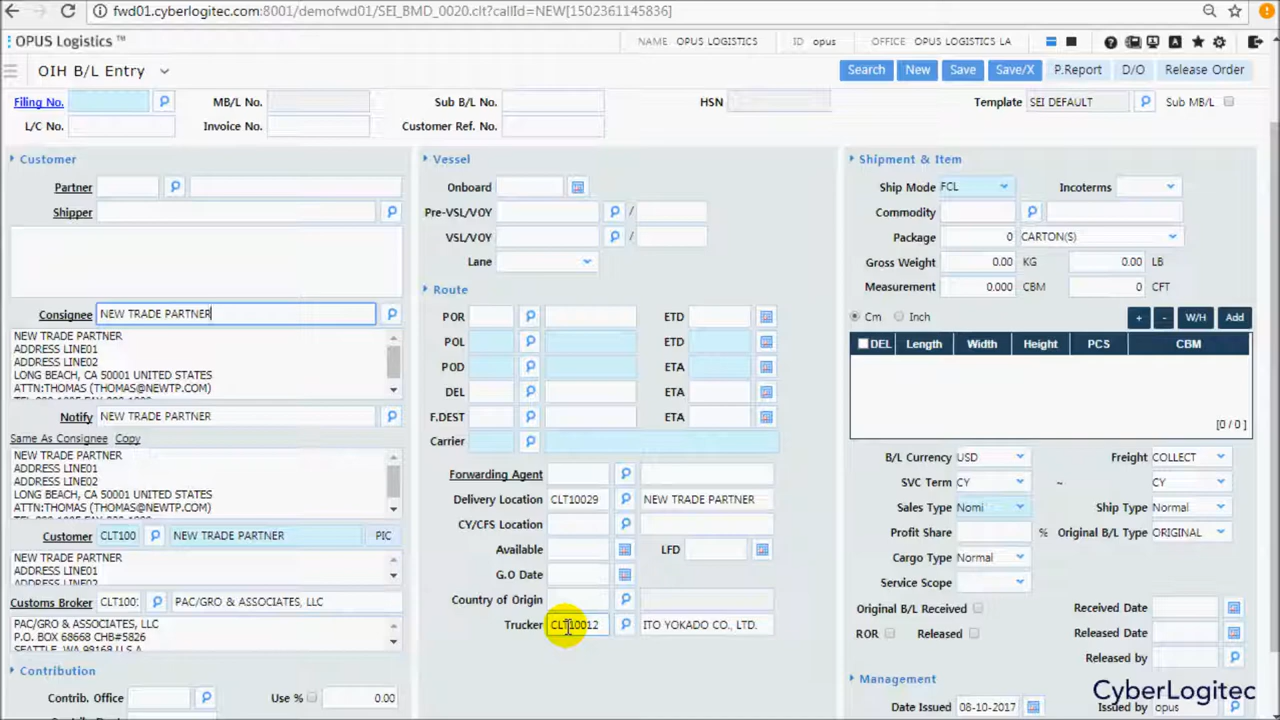 fwd01.cyberlogitec.com:8001/demofwd01/SEI_BMD_0020.clt?callId=NEW[1502361145836]
OPUS Logistics ™ NAME OPUS LOGISTICS ID opus OFFICE OPUS LOGISTICS LA
OIH B/L Entry Search New Save Save/X P.Report D/O Release Order
Filing No. MB/L No. Sub B/L No. HSN Template SEI DEFAULT Sub MB/L
L/C No. Invoice No. Customer Ref. No.
Customer
Partner
Shipper
Consignee NEW TRADE PARTNER
NEW TRADE PARTNER
ADDRESS LINE01
ADDRESS LINE02
LONG BEACH, CA 50001 UNITED STATES
ATTN:THOMAS (THOMAS@NEWTP.COM)
Notify NEW TRADE PARTNER
Same As Consignee Copy
NEW TRADE PARTNER
ADDRESS LINE01
ADDRESS LINE02
LONG BEACH, CA 50001 UNITED STATES
ATTN:THOMAS (THOMAS@NEWTP.COM)
Customer CLT100 NEW TRADE PARTNER PIC
NEW TRADE PARTNER
ADDRESS LINE01
ADDRESS LINE02
Customs Broker CLT100 PAC/GRO & ASSOCIATES, LLC
PAC/GRO & ASSOCIATES, LLC
P.O. BOX 68668 CHB#5826
SEATTLE, WA 98168 U.S.A
Contribution
Contrib. Office Use % 0.00
Vessel
Onboard
Pre-VSL/VOY /
VSL/VOY /
Lane
Route
POR ETD
POL ETD
POD ETA
DEL ETA
F.DEST ETA
Carrier
Forwarding Agent
Delivery Location CLT10029 NEW TRADE PARTNER
CY/CFS Location
Available LFD
G.O Date
Country of Origin
Trucker CLT10012 ITO YOKADO CO., LTD.
Shipment & Item
Ship Mode FCL Incoterms
Commodity
Package 0 CARTON(S)
Gross Weight 0.00 KG 0.00 LB
Measurement 0.000 CBM 0 CFT
Cm Inch + - W/H Add
DEL Length Width Height PCS CBM
[0 / 0 ]
B/L Currency USD Freight COLLECT
SVC Term CY ~ CY
Sales Type Nomi Ship Type Normal
Profit Share % Original B/L Type ORIGINAL
Cargo Type Normal
Service Scope
Original B/L Received Received Date
ROR Released Released Date
Released by
Management
Date Issued 08-10-2017 Issued by opus
CyberLogitec